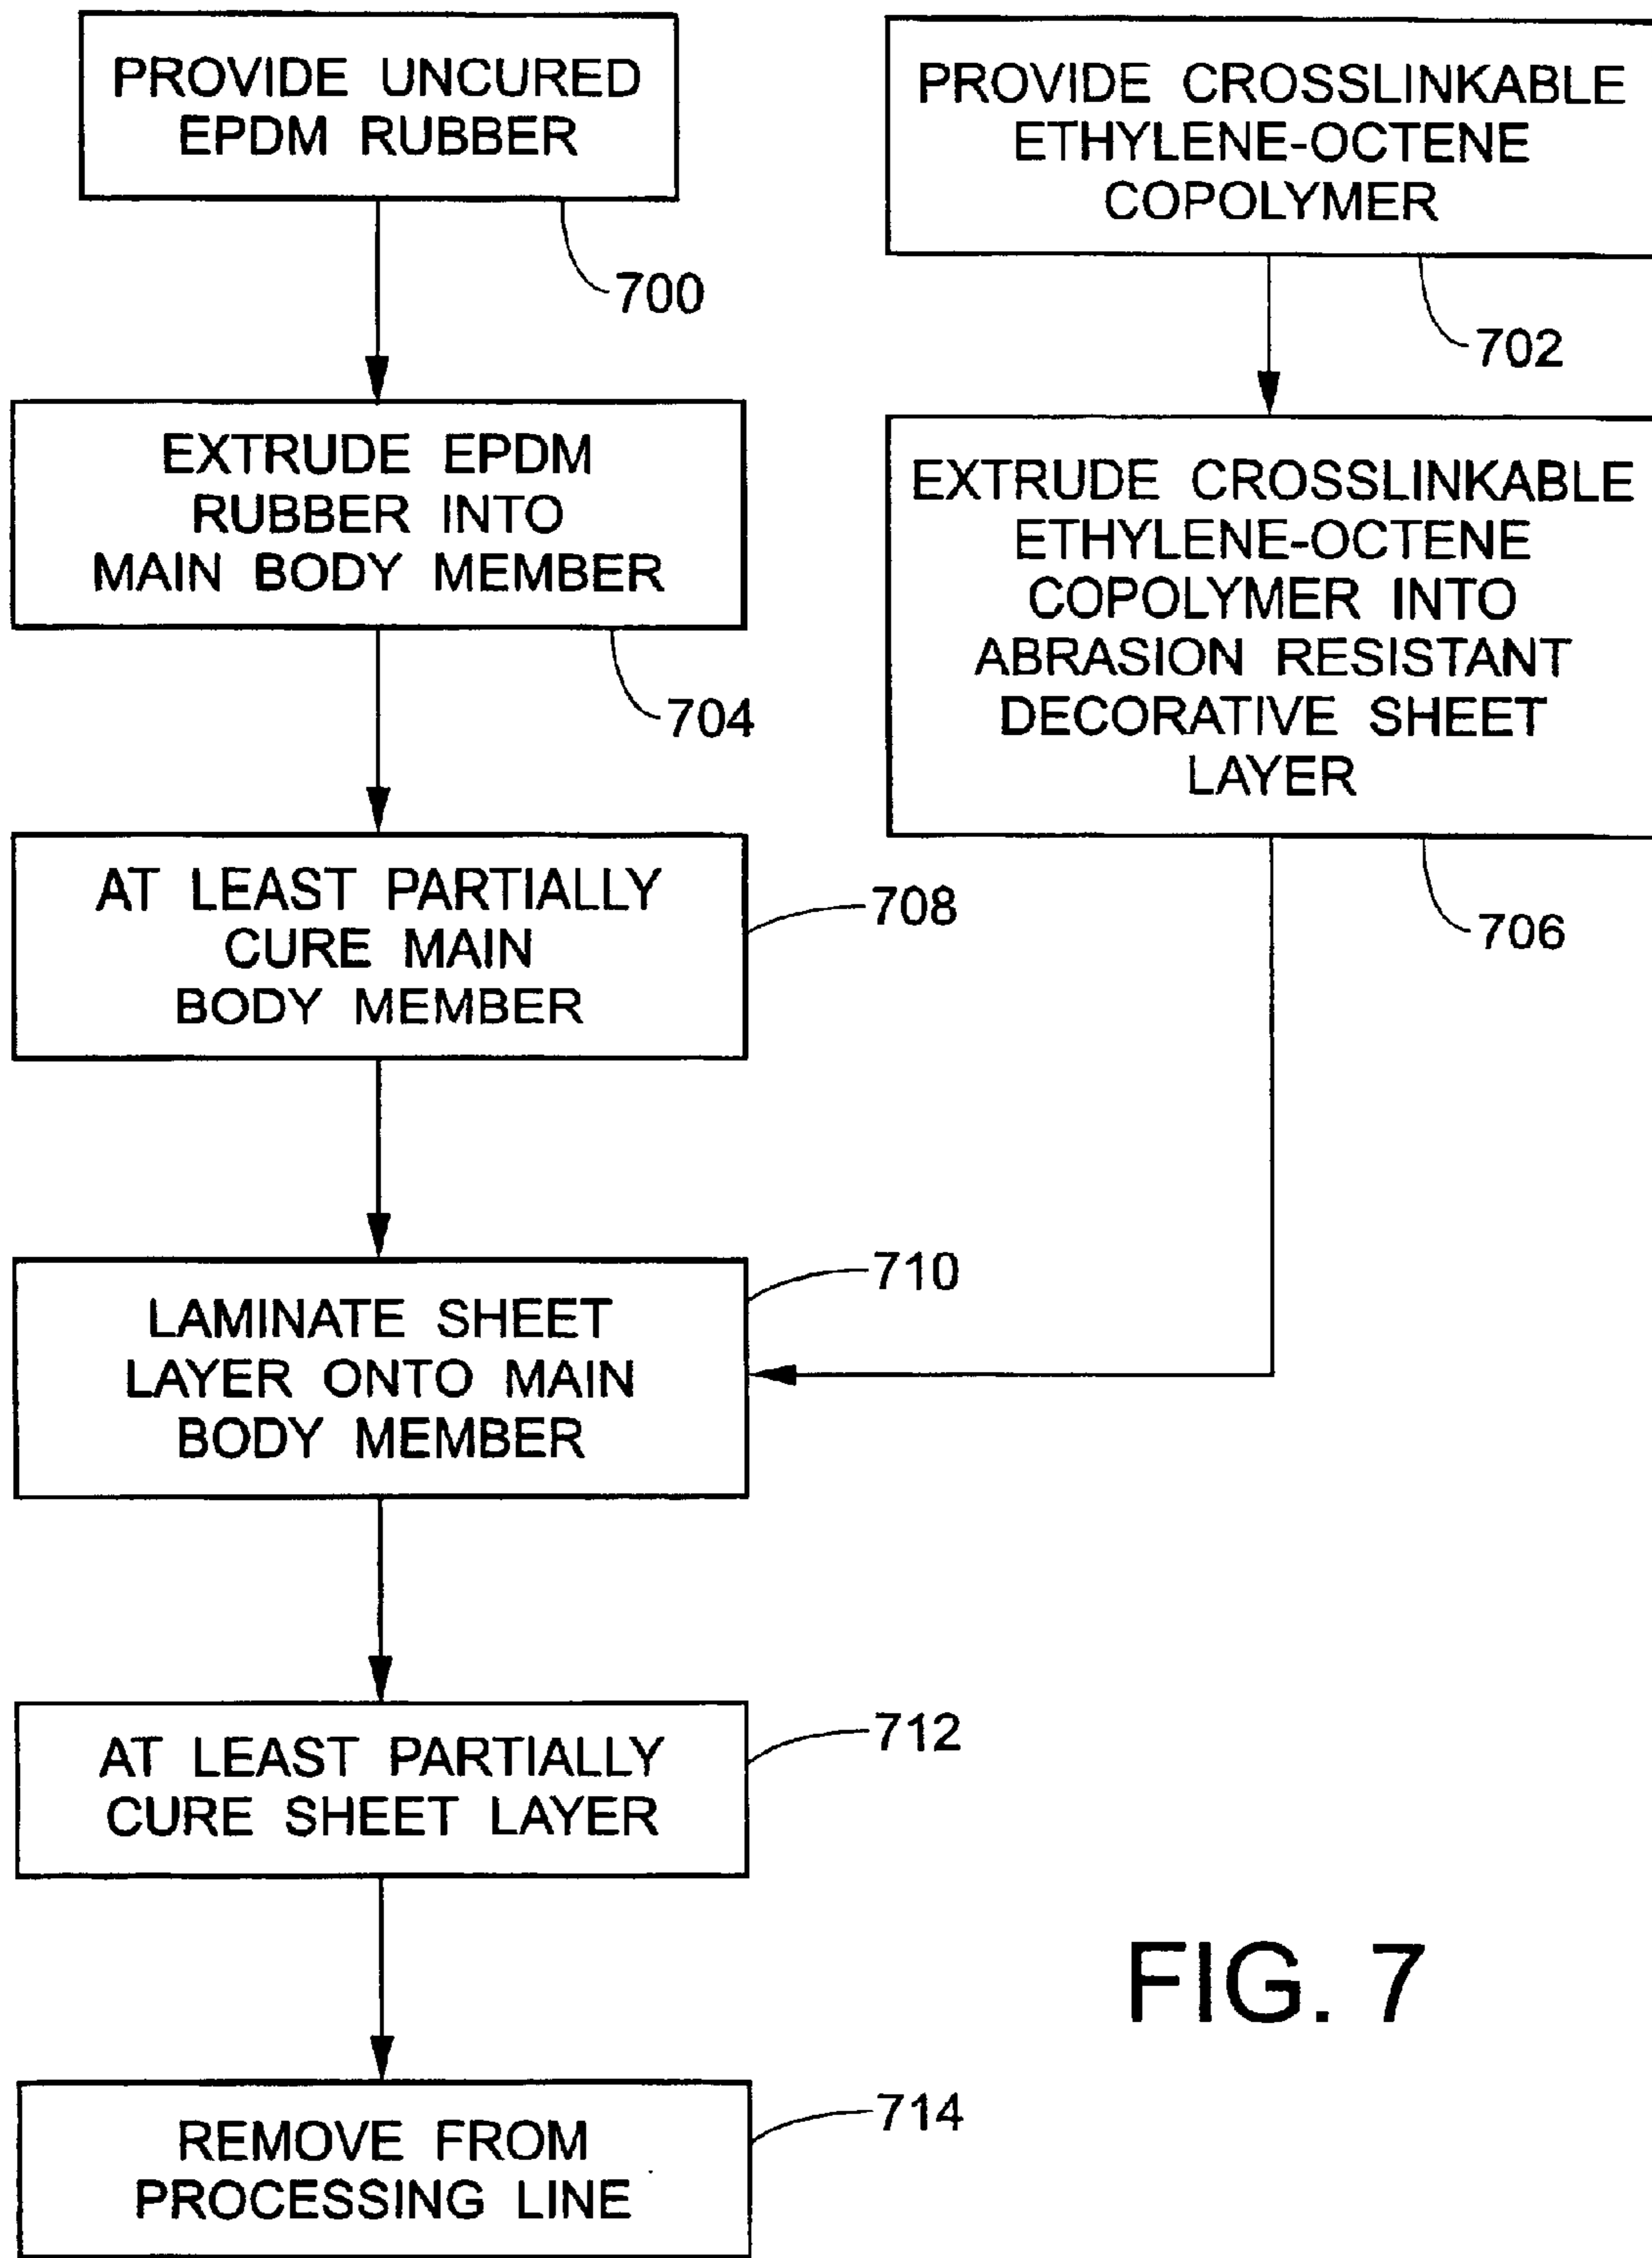 PROVIDE UNCURED
EPDM RUBBER
700
PROVIDE CROSSLINKABLE
ETHYLENE-OCTENE
COPOLYMER
702
EXTRUDE EPDM
RUBBER INTO
MAIN BODY MEMBER
704
EXTRUDE CROSSLINKABLE
ETHYLENE-OCTENE
COPOLYMER INTO
ABRASION RESISTANT
DECORATIVE SHEET
LAYER
706
AT LEAST PARTIALLY
CURE MAIN
BODY MEMBER
708
LAMINATE SHEET
LAYER ONTO MAIN
BODY MEMBER
710
AT LEAST PARTIALLY
CURE SHEET LAYER
712
REMOVE FROM
PROCESSING LINE
714
FIG. 7